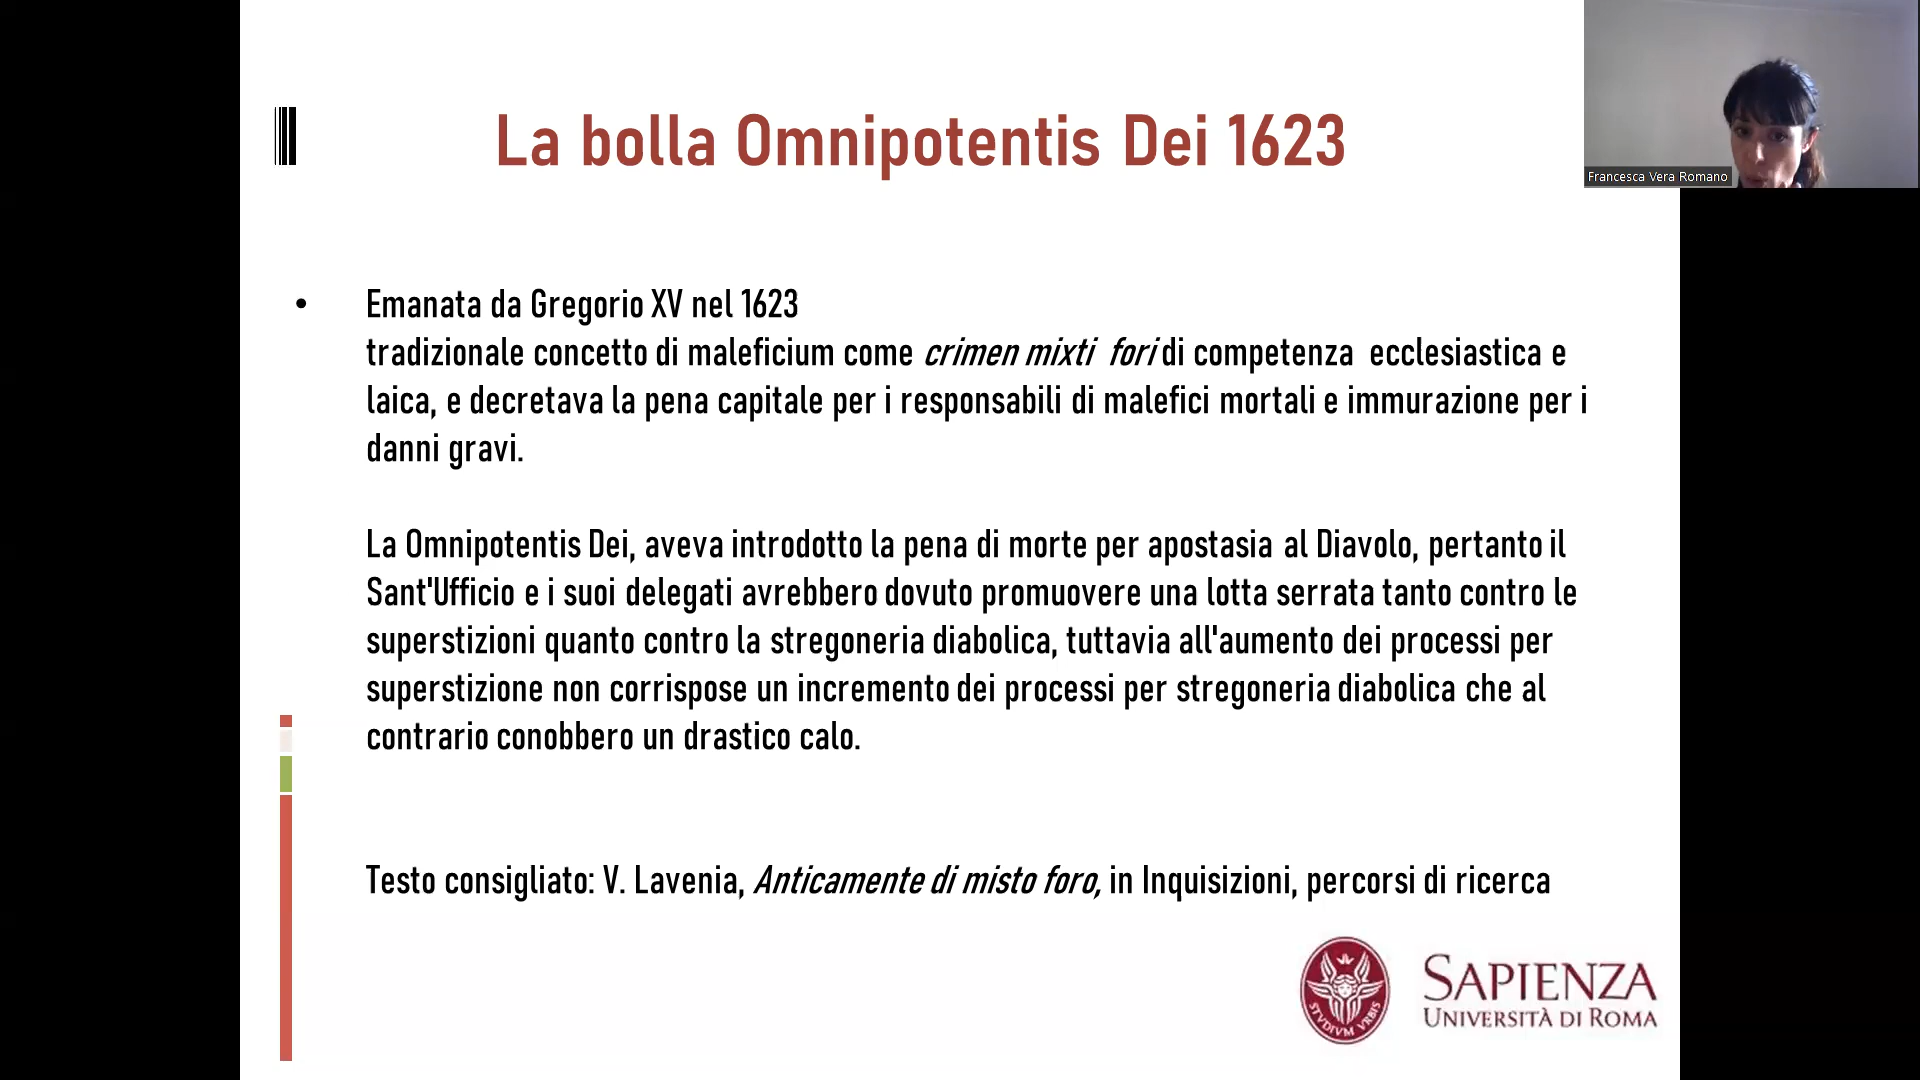 La bolla Omnipotentis Dei 1623
Francesca Vera Romano
• Emanata da Gregorio XV nel 1623
tradizionale concetto di maleficium come crimen mixti fori di competenza ecclesiastica e
laica, e decretava la pena capitale per i responsabili di malefici mortali e immurazione per i
danni gravi.
La Omnipotentis Dei, aveva introdotto la pena di morte per apostasia al Diavolo, pertanto il
Sant'Ufficio e i suoi delegati avrebbero dovuto promuovere una lotta serrata tanto contro le
superstizioni quanto contro la stregoneria diabolica, tuttavia all'aumento dei processi per
superstizione non corrispose un incremento dei processi per stregoneria diabolica che al
contrario conobbero un drastico calo.
Testo consigliato: V. Lavenia, Anticamente di misto foro, in Inquisizioni, percorsi di ricerca
STVDIVM VRBIS
SAPIENZA
UNIVERSITÀ DI ROMA